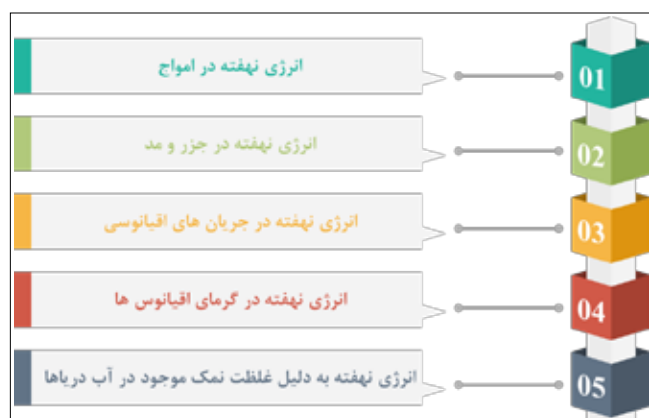 انرژی نهفته در امواج
01
انرژی نهفته در جزر و مد
02
انرژی نهفته در جریان های اقیانوسی
03
انرژی نهفته در گرمای اقیانوس ها
04
انرژی نهفته به دلیل غلظت نمک موجود در آب دریاها
05